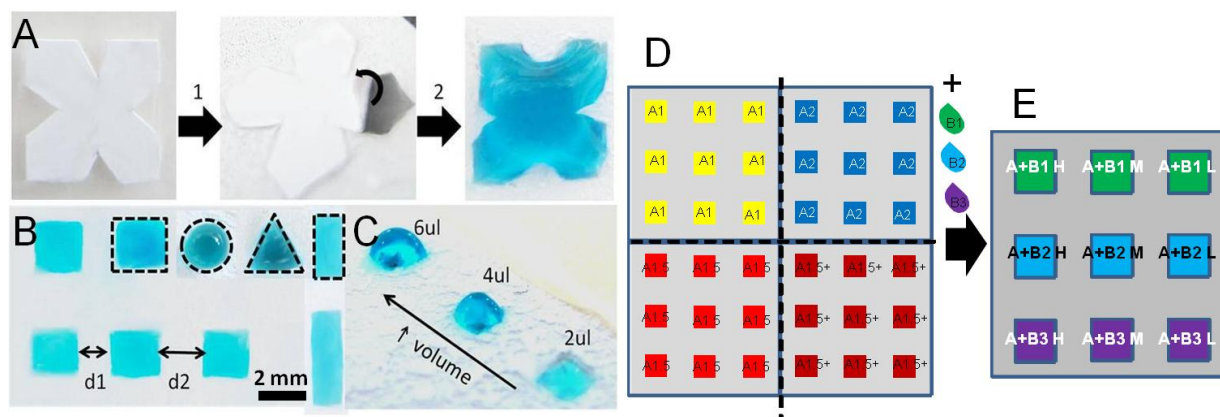 A
1
2
B
d1
d2
2 mm
C
6ul
4ul
2ul
↑ volume
D
A1 A1 A1 A2 A2 A2
A1 A1 A1 A2 A2 A2
A1 A1 A1 A2 A2 A2
A1.5 A1.5 A1.5 A1.5+ A1.5+ A1.5+
A1.5 A1.5 A1.5 A1.5+ A1.5+ A1.5+
A1.5 A1.5 A1.5 A1.5+ A1.5+ A1.5+
+
B1
B2
B3
E
A+B1 H A+B1 M A+B1 L
A+B2 H A+B2 M A+B2 L
A+B3 H A+B3 M A+B3 L